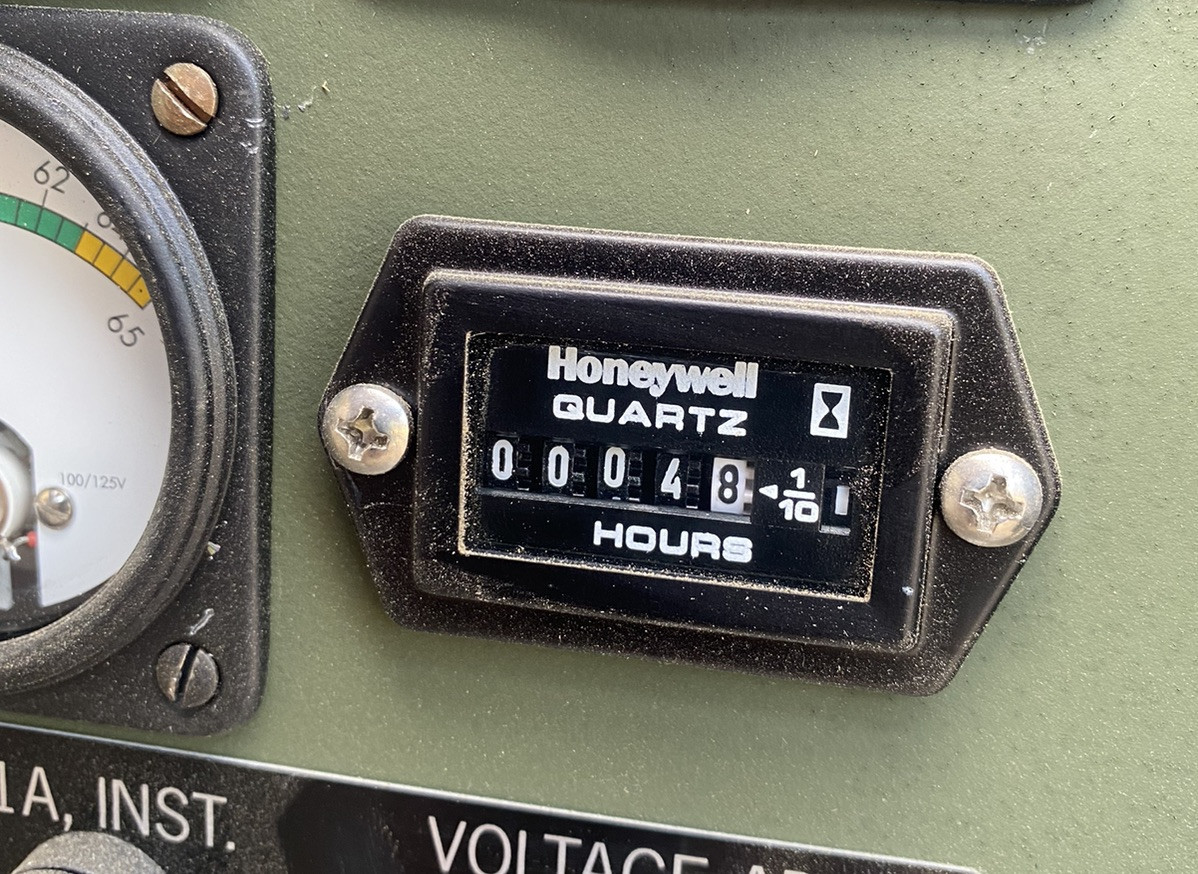 62
65
100/125V
Honeywell
QUARTZ
0 0 0 4 8 1/10
HOURS
1A, INST.
VOLTAGE